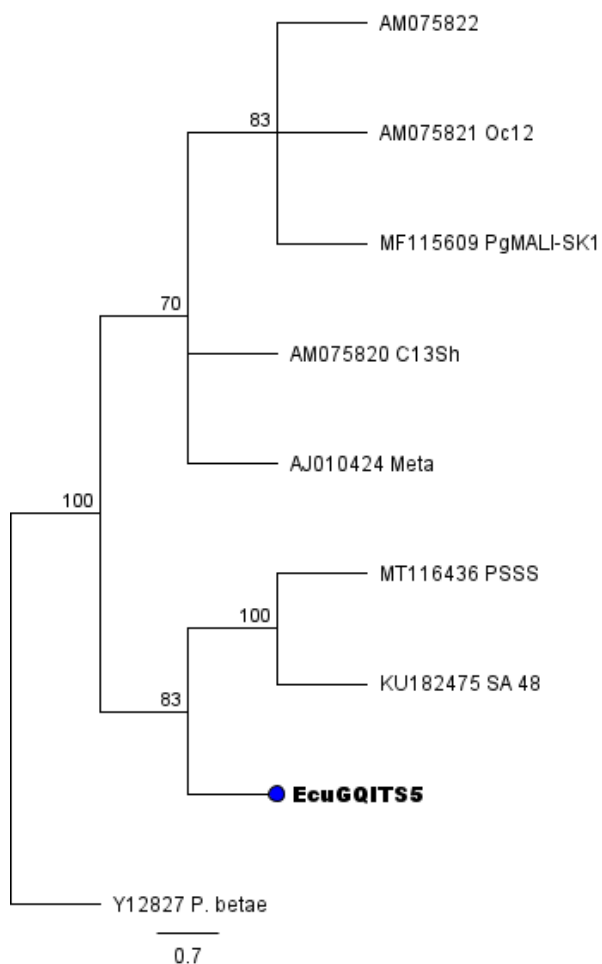 AM075822
83
AM075821 Oc12
MF115609 PgMALI-SK1
70
AM075820 C13Sh
AJ010424 Meta
100
MT116436 PSSS
100
KU182475 SA 48
83
EcuGQITS5
Y12827 P. betae
0.7